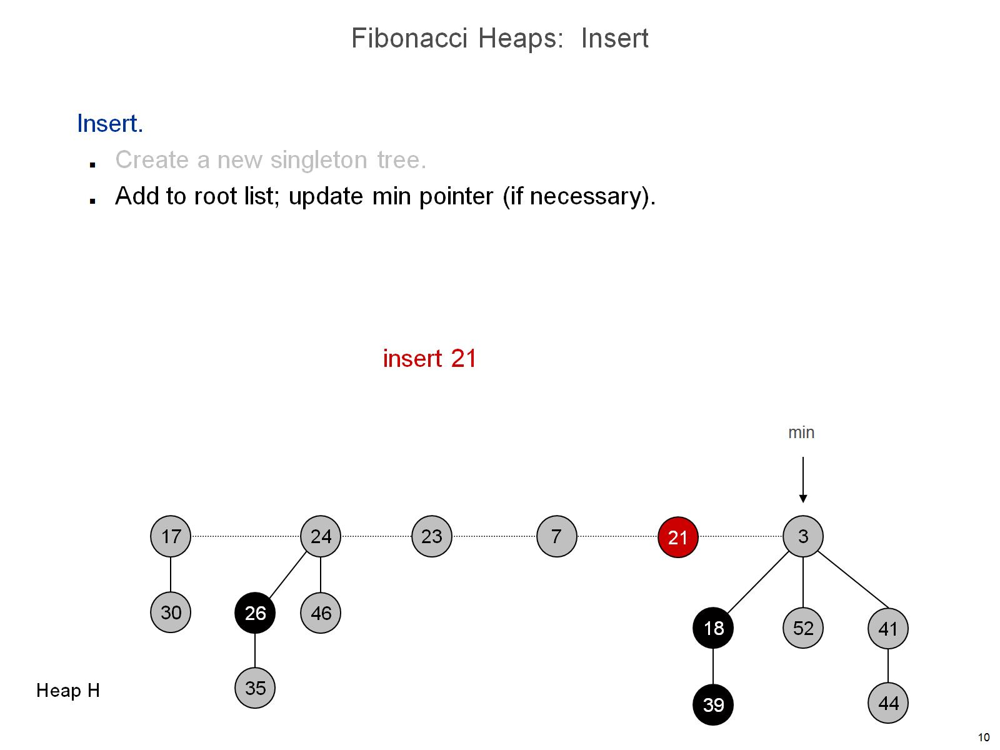 Fibonacci Heaps: Insert
Insert.
▪ Create a new singleton tree.
▪ Add to root list; update min pointer (if necessary).
insert 21
min
17 24 23 7 21 3
30 26 46 18 52 41
35 39 44
Heap H
10